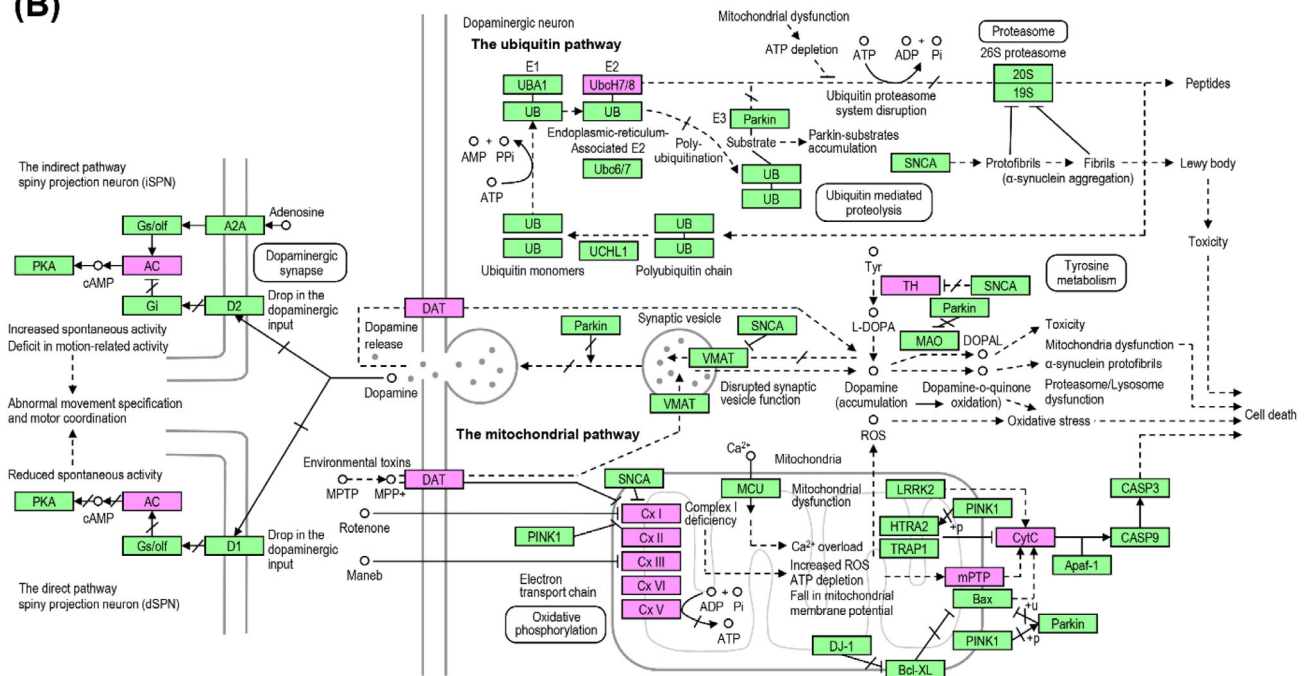 (B)
Dopaminergic neuron
The ubiquitin pathway
E1
UBA1
UB
E2
UbcH7/8
UB
Endoplasmic-reticulum-
Associated E2
Ubc6/7
AMP + PPi
ATP
Mitochondrial dysfunction
ATP depletion
ATP
ADP + Pi
Ubiquitin proteasome
system disruption
Proteasome
26S proteasome
20S
19S
Peptides
E3
Parkin
Substrate
Parkin-substrates
accumulation
Poly-
ubiquitination
UB
UB
Ubiquitin mediated
proteolysis
SNCA
Protofibrils
Fibrils
(α-synuclein aggregation)
Lewy body
Toxicity
UB
UB
Ubiquitin monomers
UCHL1
UB
UB
Polyubiquitin chain
The indirect pathway
spiny projection neuron (iSPN)
Gs/olf
A2A
Adenosine
PKA
cAMP
AC
Dopaminergic
synapse
Gi
D2
Drop in the
dopaminergic
input
Increased spontaneous activity
Deficit in motion-related activity
Abnormal movement specification
and motor coordination
Reduced spontaneous activity
PKA
cAMP
AC
Gs/olf
D1
Drop in the
dopaminergic
input
The direct pathway
spiny projection neuron (dSPN)
DAT
Dopamine
release
Dopamine
Parkin
Synaptic vesicle
SNCA
VMAT
VMAT
Disrupted synaptic
vesicle function
Tyr
TH
SNCA
Tyrosine
metabolism
L-DOPA
Parkin
MAO
DOPAL
Toxicity
Mitochondria dysfunction
α-synuclein protofibrils
Dopamine
(accumulation)
Dopamine-o-quinone
oxidation)
Proteasome/Lysosome
dysfunction
ROS
Oxidative stress
Cell death
The mitochondrial pathway
Environmental toxins
MPTP
MPP+
DAT
Rotenone
Maneb
SNCA
PINK1
Cx I
Cx II
Cx III
Cx VI
Cx V
Complex I
deficiency
Electron
transport chain
Oxidative
phosphorylation
ADP + Pi
ATP
Ca2+
MCU
Mitochondria
Mitochondrial
dysfunction
Ca2+ overload
Increased ROS
ATP depletion
Fall in mitochondrial
membrane potential
LRRK2
HTRA2
TRAP1
PINK1
+p
CytC
mPTP
Bax
+u
Parkin
PINK1
+p
DJ-1
Bcl-XL
Apaf-1
CASP9
CASP3